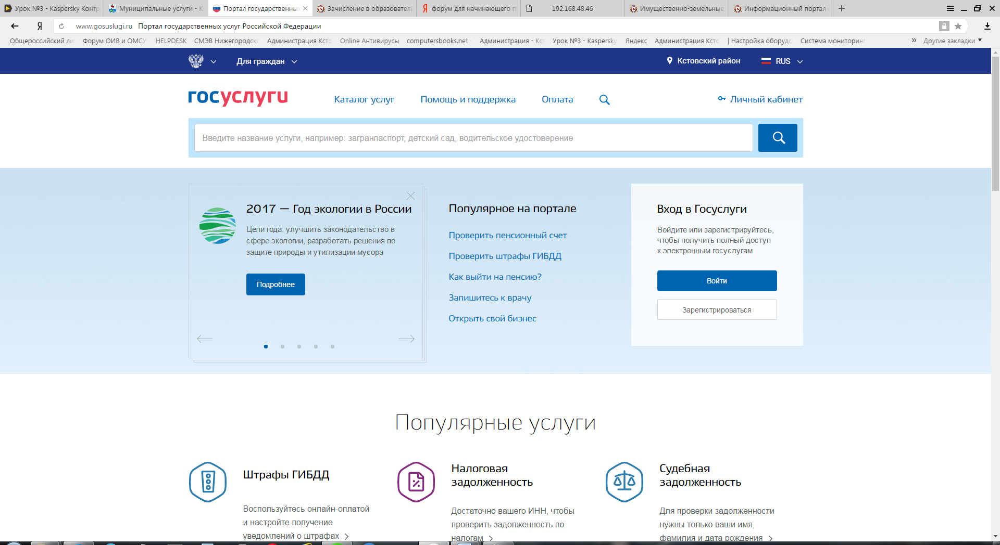 Урок №3 - Kaspersky Контр
Муниципальные услуги - К
Портал государственны
Зачисление в образовател
форум для начинающего п
192.168.48.46
Имущественно-земельные
Информационный портал
www.gosuslugi.ru Портал государственных услуг Российской Федерации
Общероссийский ли Форум ОИВ и ОМСУ HELPDESK СМЭВ Нижегородск Администрация Ксто Online Антивирусы computersbooks.net - Администрация - Кст Урок №3 - Kaspersky Яндекс Администрация Ксто | Настройка оборудо Система мониторинг » Другие закладки
Для граждан
Кстовский район
RUS
госуслуги
Каталог услуг
Помощь и поддержка
Оплата
Личный кабинет
Введите название услуги, например: загранпаспорт, детский сад, водительское удостоверение
2017 — Год экологии в России
Цели года: улучшить законодательство в
сфере экологии, разработать решения по
защите природы и утилизации мусора
Подробнее
Популярное на портале
Проверить пенсионный счет
Проверить штрафы ГИБДД
Как выйти на пенсию?
Запишитесь к врачу
Открыть свой бизнес
Вход в Госуслуги
Войдите или зарегистрируйтесь,
чтобы получить полный доступ
к электронным госуслугам
Войти
Зарегистрироваться
Популярные услуги
Штрафы ГИБДД
Воспользуйтесь онлайн-оплатой
и настройте получение
уведомлений о штрафах
Налоговая
задолженность
Достаточно вашего ИНН, чтобы
проверить задолженность по
налогам
Судебная
задолженность
Для проверки задолженности
нужны только ваши имя,
фамилия и дата рождения